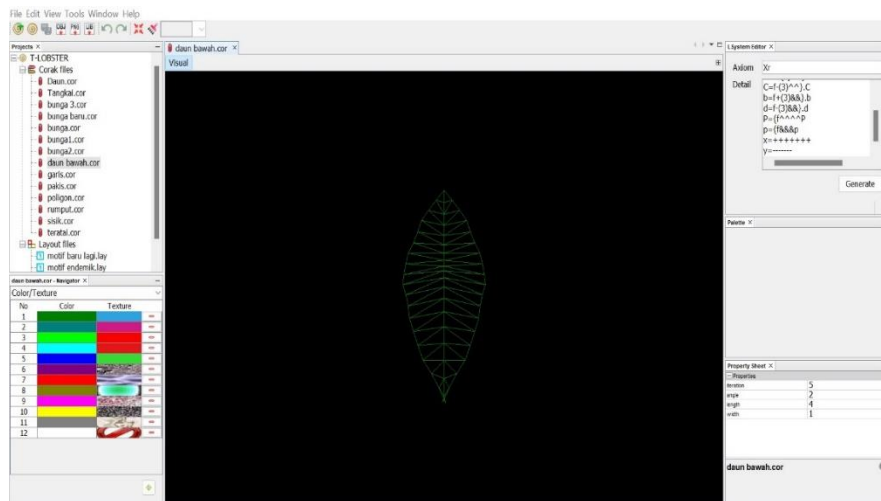 File Edit View Tools Window Help
Projects ×
T-LOBSTER
Corak files
Daun.cor
Tangkai.cor
bunga 3.cor
bunga baru.cor
bunga.cor
bunga1.cor
bunga2.cor
daun bawah.cor
garis.cor
pakis.cor
poligon.cor
rumput.cor
sisik.cor
teratai.cor
Layout files
motif baru lagi.lay
motif endemik.lay
daun bawah.cor - Navigator ×
Color/Texture
No Color Texture
1
2
3
4
5
6
7
8
9
10
11
12
daun bawah.cor ×
Visual
L System Editor ×
Axiom Xr
Detail
C=f-(3)^^}.C
b=f+(3)&&}.b
d=f-(3)&&}.d
P={f^^^^P
p={f&&&p
x=+++++++
y=-------
Generate
Palette ×
Property Sheet ×
Properties
iteration 5
angle 2
length 4
width 1
daun bawah.cor